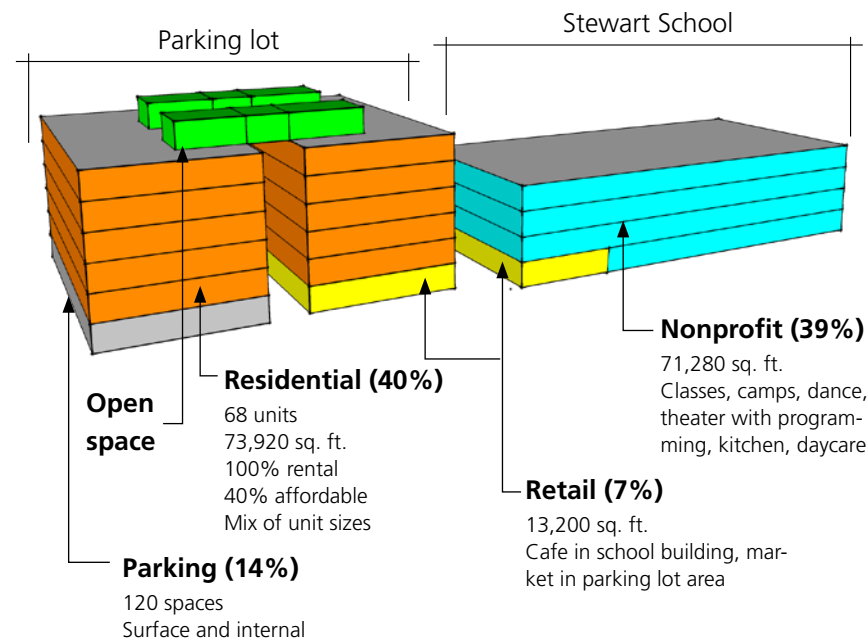 Parking lot
Stewart School
Nonprofit (39%)
71,280 sq. ft.
Classes, camps, dance,
theater with program-
ming, kitchen, daycare
Residential (40%)
68 units
73,920 sq. ft.
100% rental
40% affordable
Mix of unit sizes
Open
space
Retail (7%)
13,200 sq. ft.
Cafe in school building, mar-
ket in parking lot area
Parking (14%)
120 spaces
Surface and internal